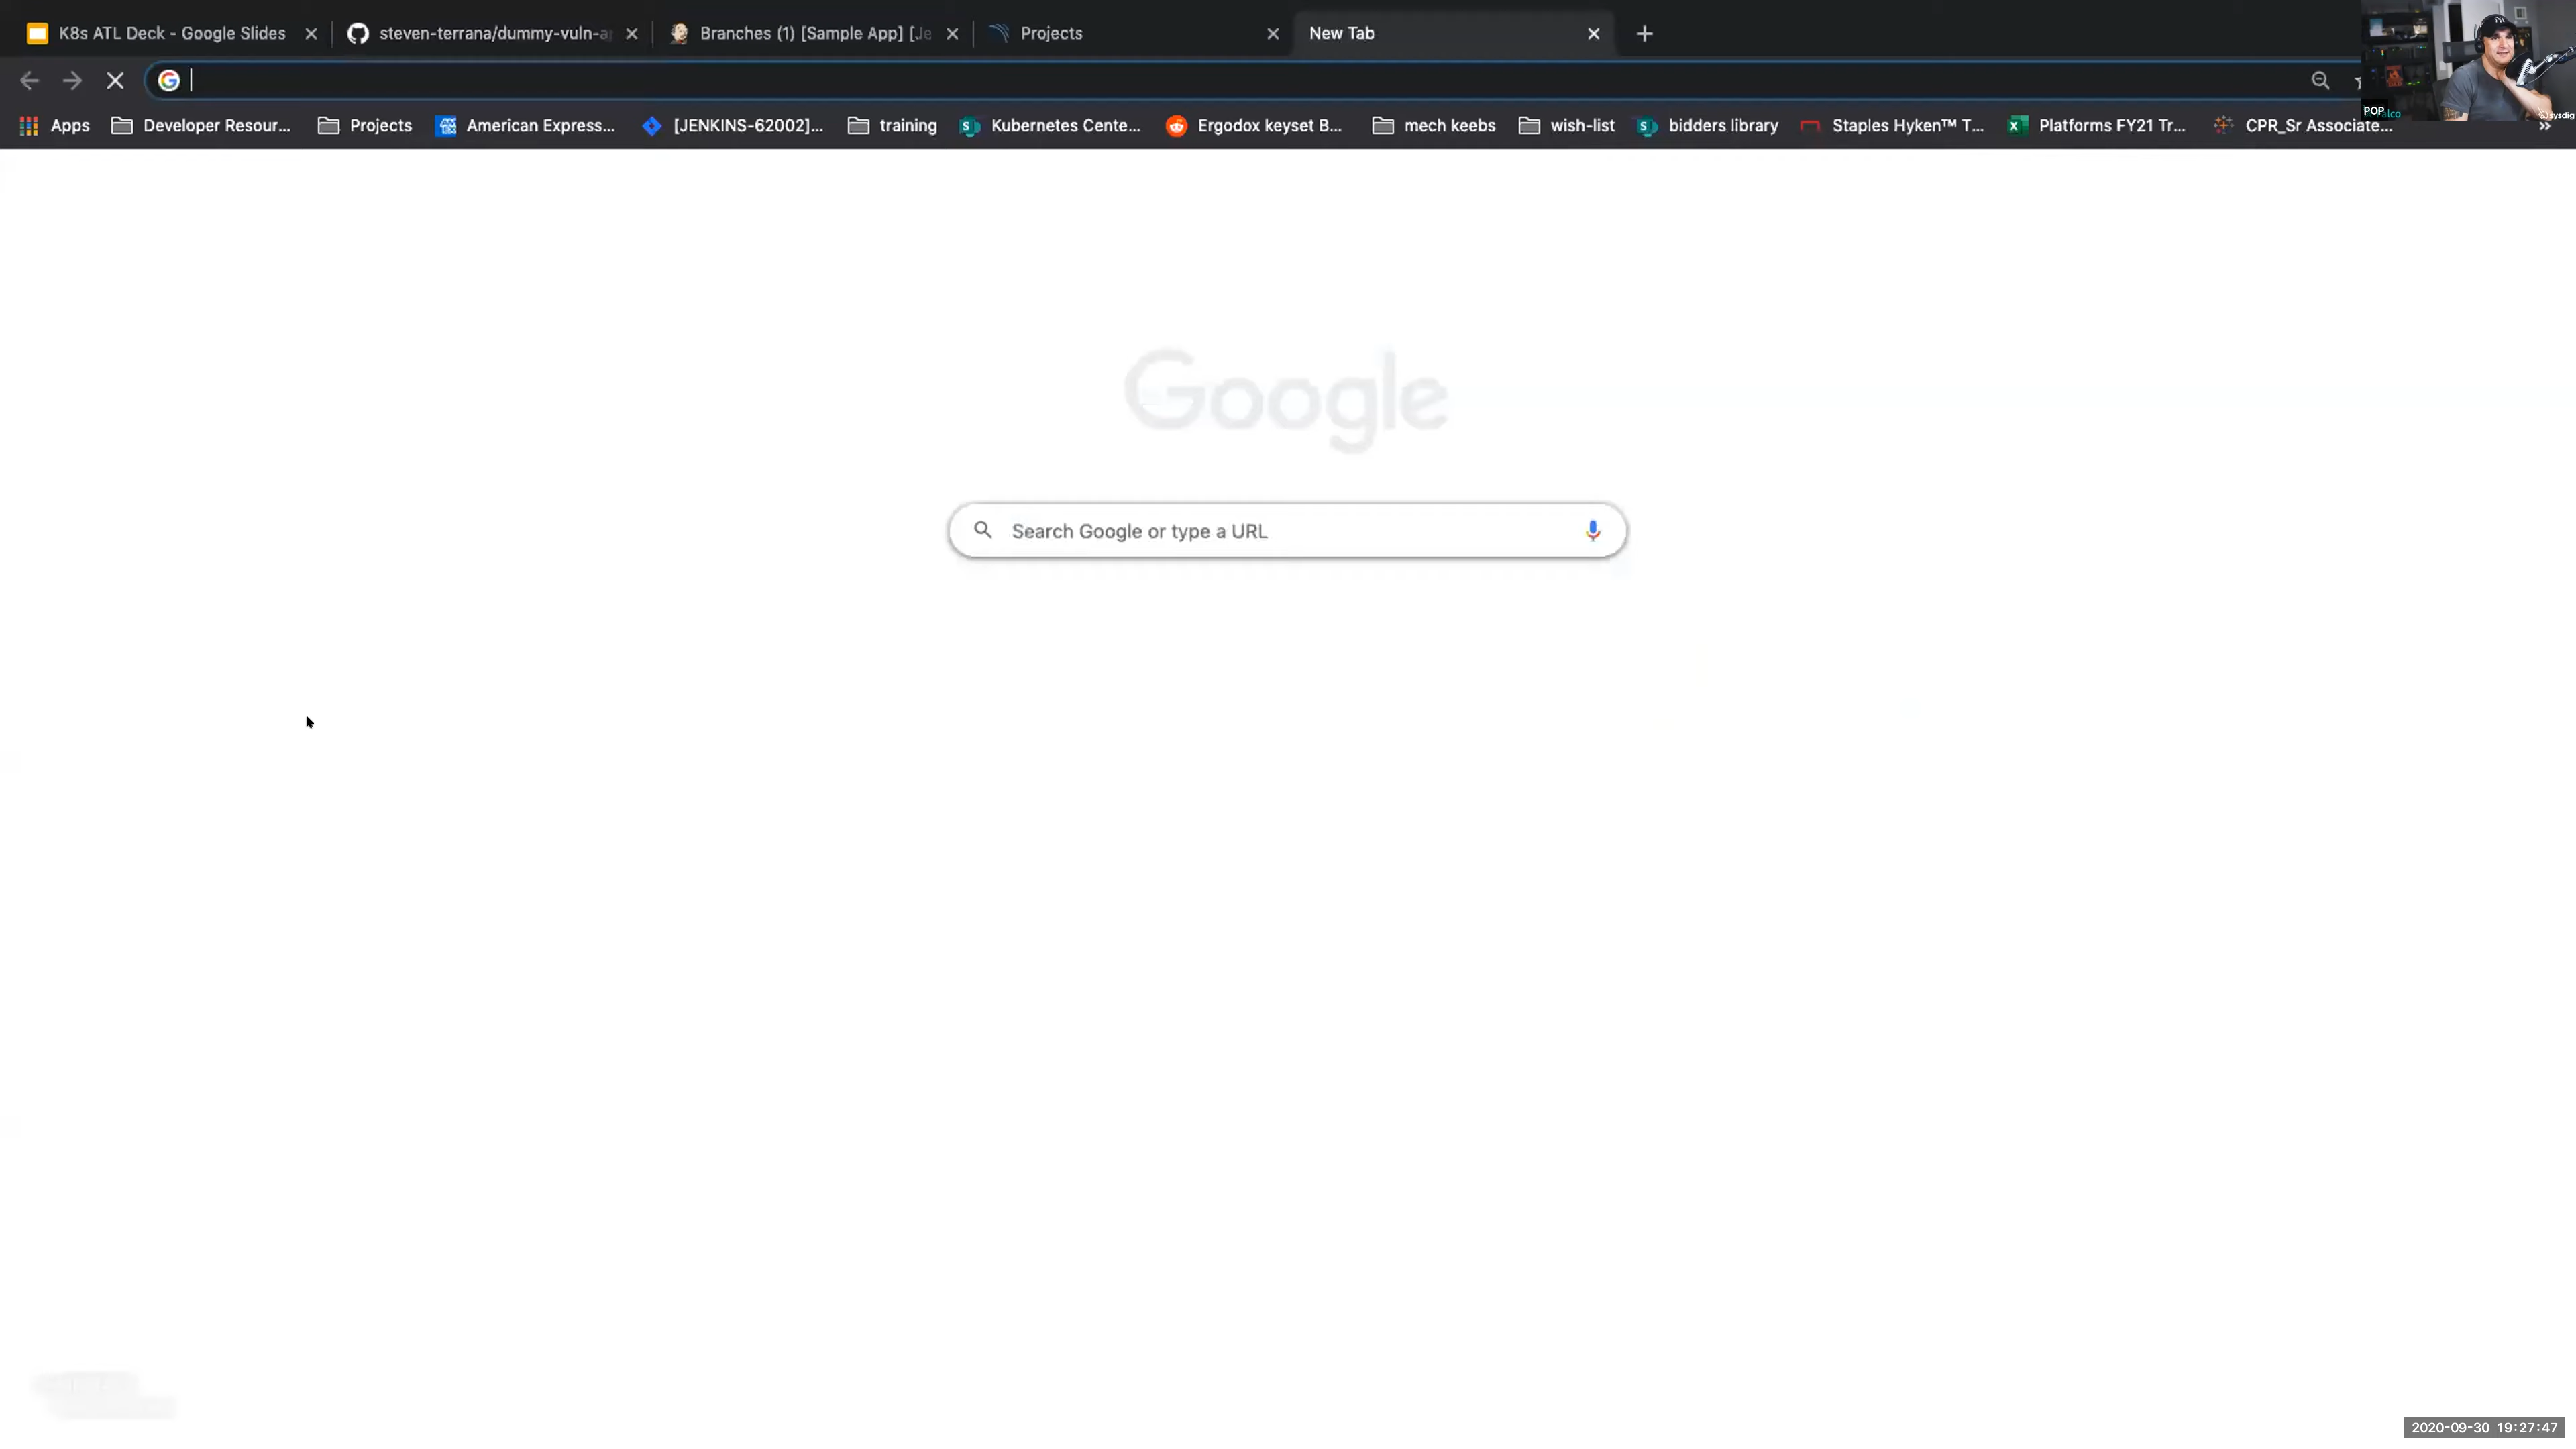 K8s ATL Deck - Google Slides
steven-terrana/dummy-vuln-a
Branches (1) [Sample App] [Je
Projects
New Tab
Apps
Developer Resour...
Projects
American Express...
[JENKINS-62002]...
training
Kubernetes Cente...
Ergodox keyset B...
mech keebs
wish-list
bidders library
Staples Hyken™ T...
Platforms FY21 Tr...
CPR_Sr Associate...
POP
sysdig
Google
Search Google or type a URL
2020-09-30 19:27:47